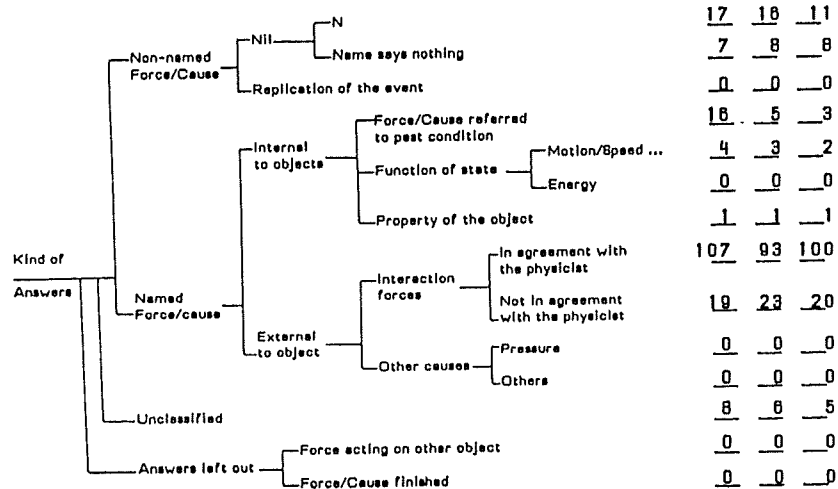 N 17 16 11
Nil
Non-named
Force/Cause
Name says nothing 7 8
Replication of the event 0 0 0
Force/Cause referred
to past condition 16 5 3
Internal
to objects
Motion/Speed ... 4 3 2
Function of state
Energy 0 0 0
Property of the object 1 1 1
Kind of
Answers
In agreement with
the physicist 107 93 100
Interaction
forces
Named
Force/cause
Not in agreement
with the physicist 19 23 20
External
to object
Pressure 0 0 0
Other causes
Others 0 0 0
Unclassified 8 6 5
Force acting on other object 0 0 0
Answers left out
Force/Cause finished 0 0 0